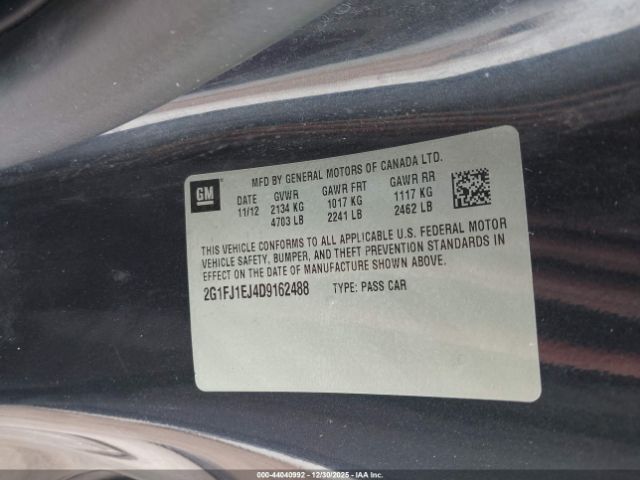 MFD BY GENERAL MOTORS OF CANADA LTD.
GM
DATE GVWR GAWR FRT GAWR RR
11/12 2134 KG 1017 KG 1117 KG
4703 LB 2241 LB 2462 LB
THIS VEHICLE CONFORMS TO ALL APPLICABLE U.S. FEDERAL MOTOR
VEHICLE SAFETY, BUMPER, AND THEFT PREVENTION STANDARDS IN
EFFECT ON THE DATE OF MANUFACTURE SHOWN ABOVE.
2G1FJ1EJ4D9162488 TYPE: PASS CAR
000-44040992 - 12/30/2025 - IAAI.COM